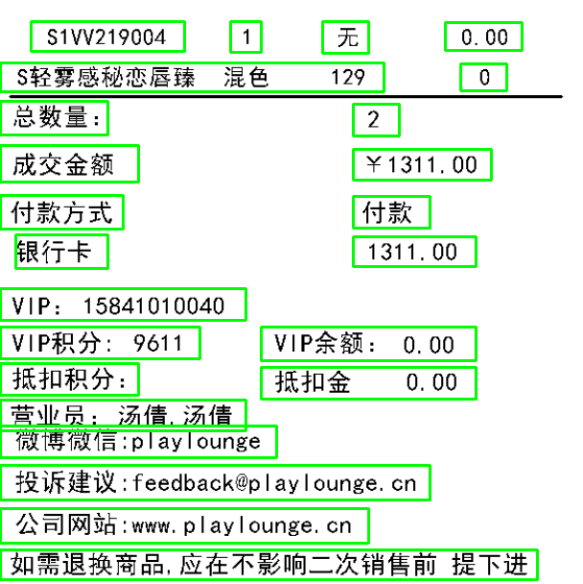 S1VV219004 1 无 0.00
S轻雾感秘恋唇臻 混色 129 0
总数量: 2
成交金额 ￥1311.00
付款方式 付款
银行卡 1311.00
VIP: 15841010040
VIP积分: 9611 VIP余额: 0.00
抵扣积分: 抵扣金 0.00
营业员: 汤倩,汤倩
微博微信:playlounge
投诉建议:feedback@playlounge.cn
公司网站:www.playlounge.cn
如需退换商品,应在不影响二次销售前 提下进